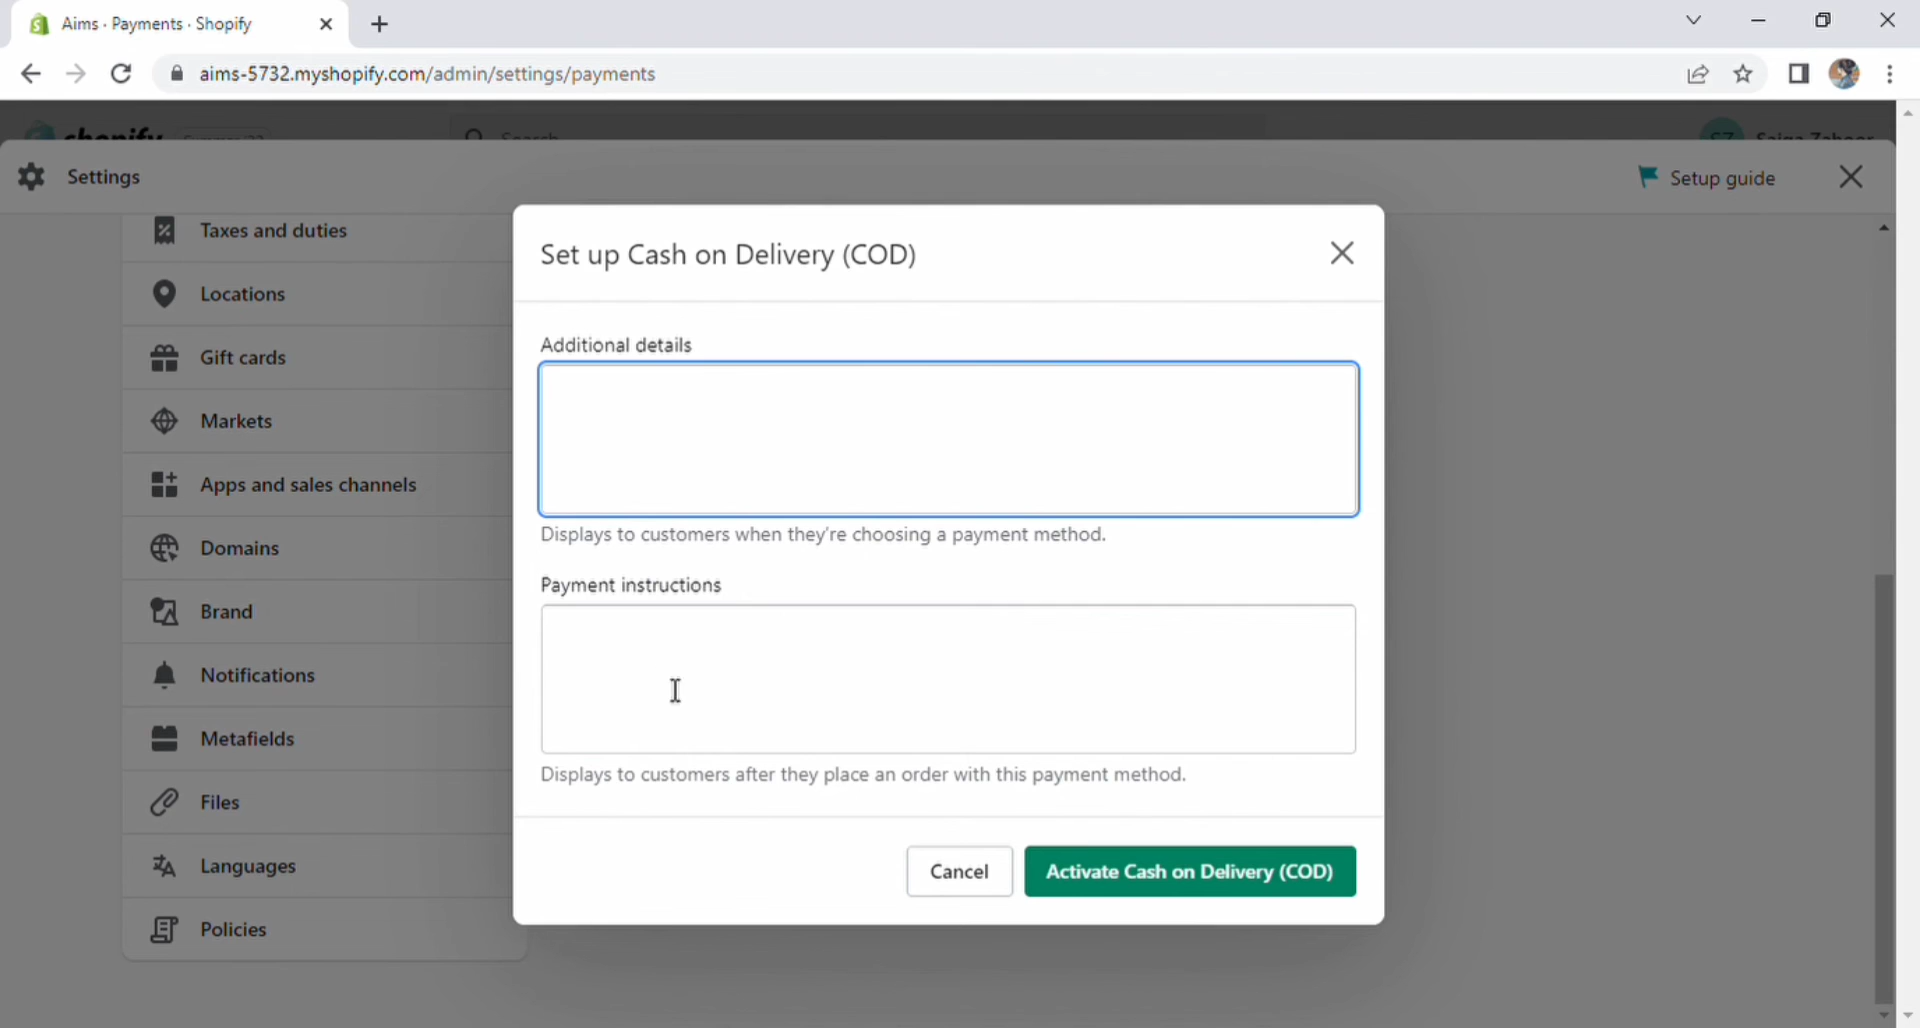 Aims · Payments · Shopify
aims-5732.myshopify.com/admin/settings/payments
shopify
Search
Settings
Setup guide
Taxes and duties
Locations
Gift cards
Markets
Apps and sales channels
Domains
Brand
Notifications
Metafields
Files
Languages
Policies
Set up Cash on Delivery (COD)
Additional details
Displays to customers when they're choosing a payment method.
Payment instructions
Displays to customers after they place an order with this payment method.
Cancel
Activate Cash on Delivery (COD)